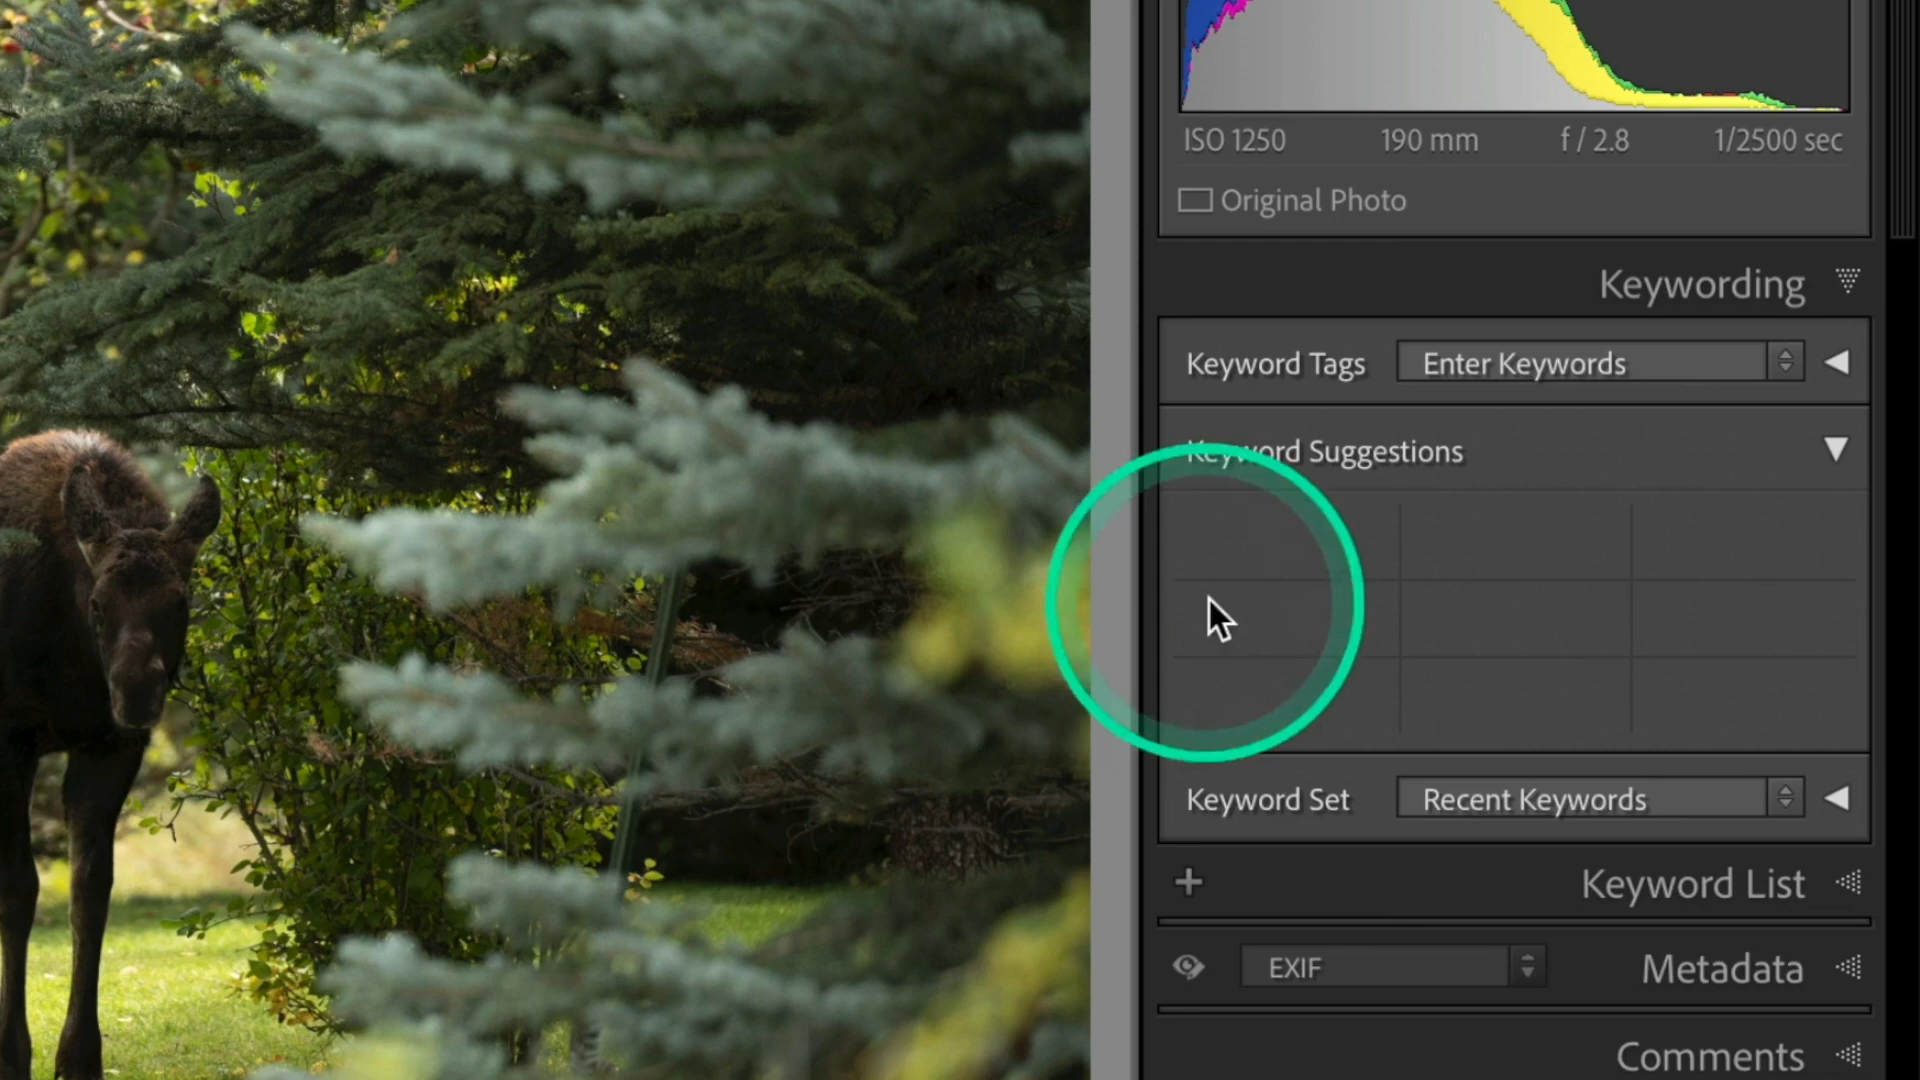 ISO 1250 190 mm f / 2.8 1/2500 sec
Original Photo
Keywording
Keyword Tags Enter Keywords
Keyword Suggestions
Keyword Set Recent Keywords
Keyword List
EXIF Metadata
Comments